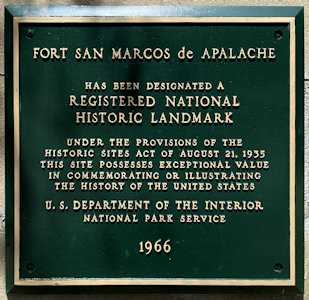 FORT SAN MARCOS de APALACHE
HAS BEEN DESIGNATED A
REGISTERED NATIONAL
HISTORIC LANDMARK
UNDER THE PROVISIONS OF THE
HISTORIC SITES ACT OF AUGUST 21, 1935
THIS SITE POSSESSES EXCEPTIONAL VALUE
IN COMMEMORATING OR ILLUSTRATING
THE HISTORY OF THE UNITED STATES
U. S. DEPARTMENT OF THE INTERIOR
NATIONAL PARK SERVICE
1966